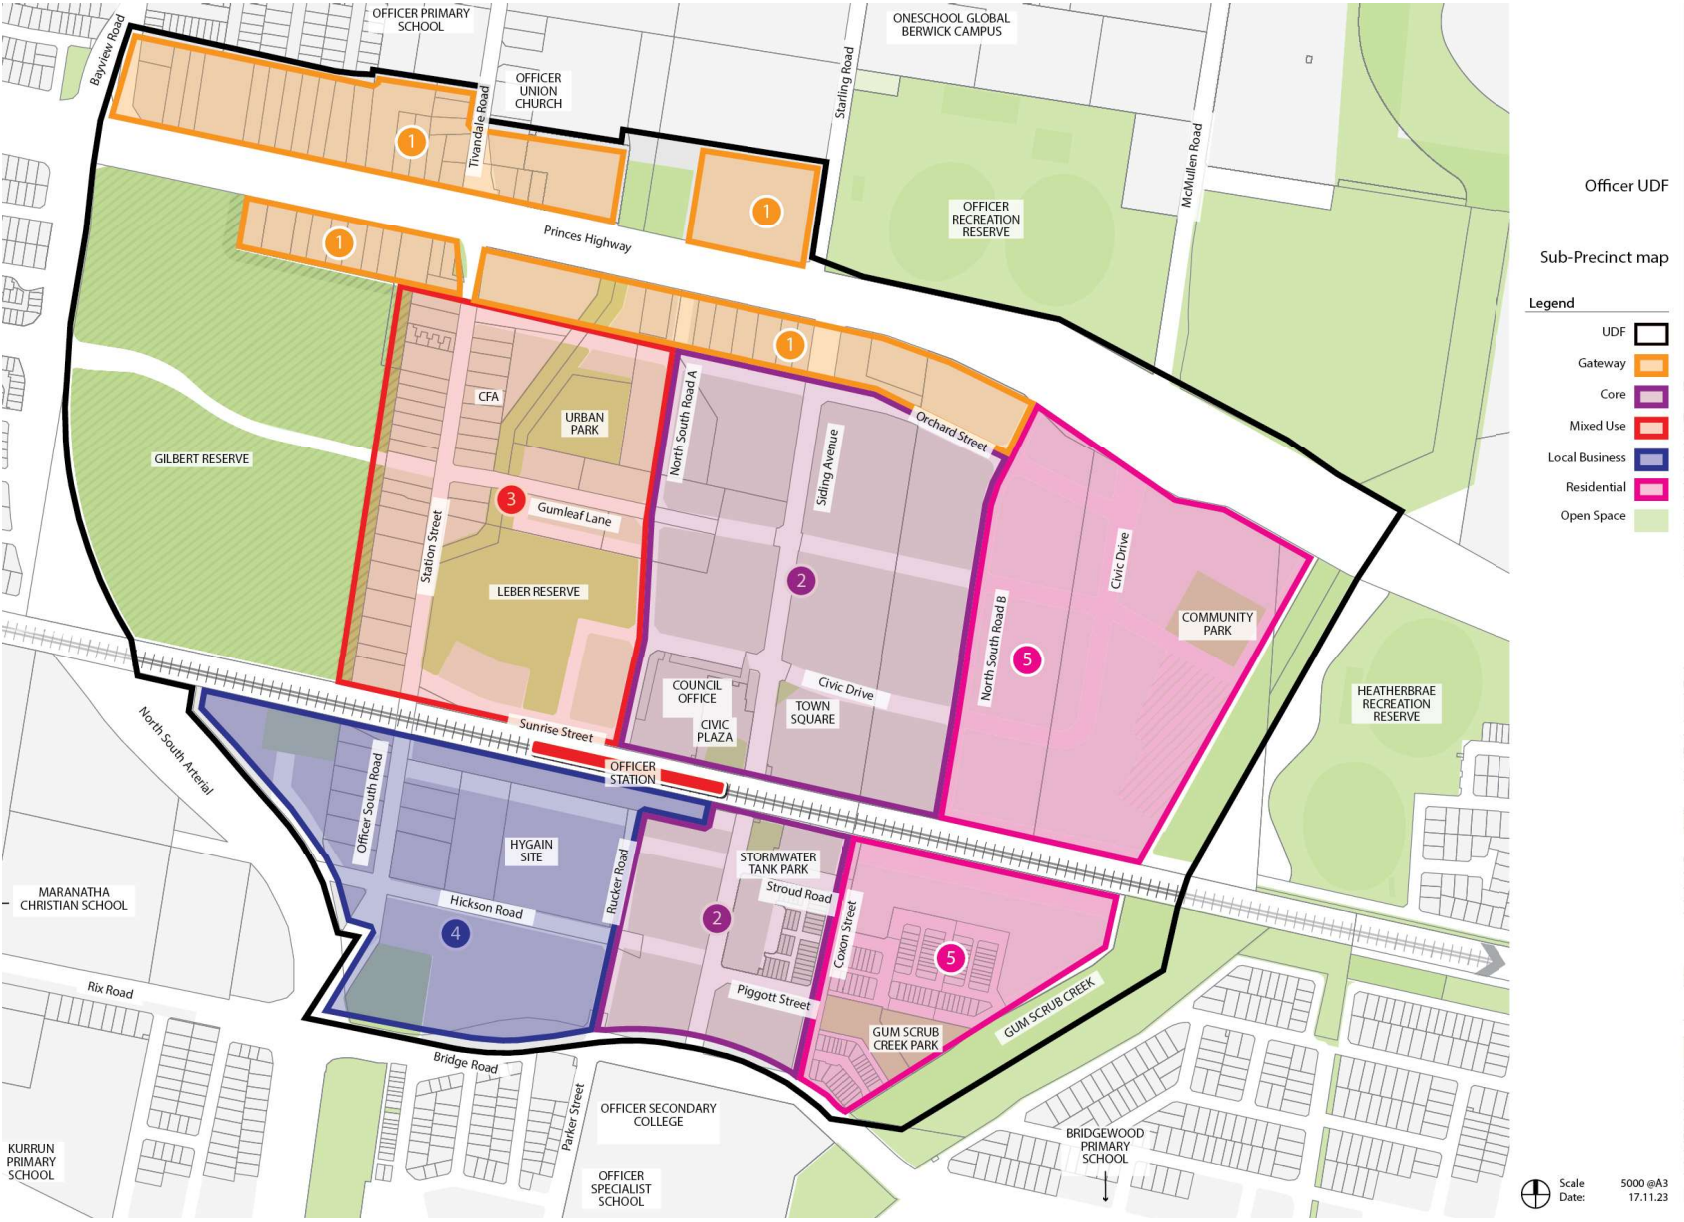 OFFICER PRIMARY
SCHOOL
ONESCHOOL GLOBAL
BERWICK CAMPUS
Bayview Road
OFFICER
UNION
CHURCH
Tivandale Road
Starling Road
McMullen Road
1
1
1
1
Princes Highway
OFFICER
RECREATION
RESERVE
Officer UDF
Sub-Precinct map
Legend
UDF
Gateway
Core
Mixed Use
Local Business
Residential
Open Space
GILBERT RESERVE
CFA
URBAN
PARK
North South Road A
Siding Avenue
Orchard Street
3
Gumleaf Lane
Station Street
LEBER RESERVE
2
Civic Drive
North South Road B
5
COMMUNITY
PARK
COUNCIL
OFFICE
CIVIC
PLAZA
Civic Drive
TOWN
SQUARE
HEATHERBRAE
RECREATION
RESERVE
Sunrise Street
OFFICER
STATION
North South Arterial
Officer South Road
HYGAIN
SITE
Rucker Road
STORMWATER
TANK PARK
Stroud Road
Hickson Road
4
2
Coxon Street
5
MARANATHA
CHRISTIAN SCHOOL
Rix Road
Piggott Street
GUM SCRUB
CREEK PARK
GUM SCRUB CREEK
Bridge Road
Parker Street
OFFICER SECONDARY
COLLEGE
OFFICER
SPECIALIST
SCHOOL
BRIDGEWOOD
PRIMARY
SCHOOL
KURRUN
PRIMARY
SCHOOL
Scale 5000 @A3
Date: 17.11.23